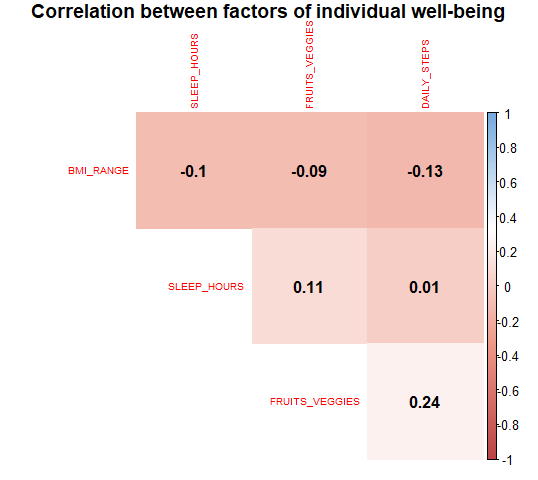 Correlation between factors of individual well-being
SLEEP_HOURS
FRUITS_VEGGIES
DAILY_STEPS
BMI_RANGE
-0.1
-0.09
-0.13
SLEEP_HOURS
0.11
0.01
FRUITS_VEGGIES
0.24
1
0.8
0.6
0.4
0.2
0
-0.2
-0.4
-0.6
-0.8
-1